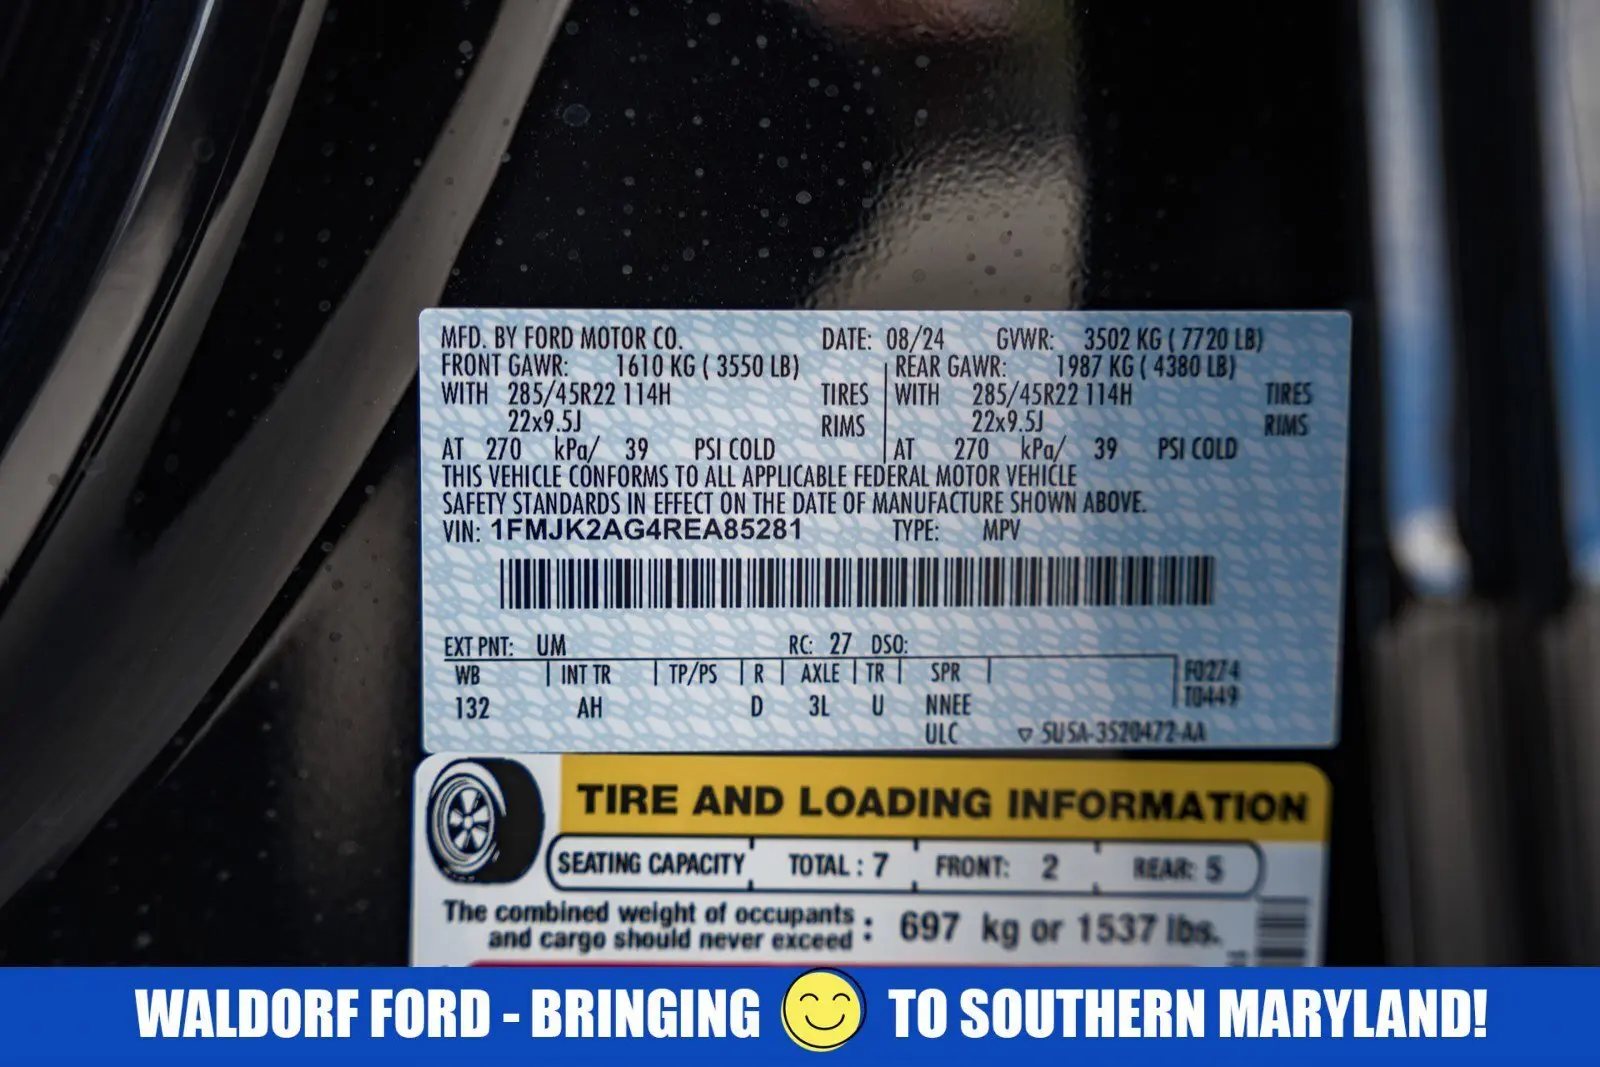 MFD. BY FORD MOTOR CO. DATE: 08/24 GVWR: 3502 KG ( 7720 LB)
FRONT GAWR: 1610 KG ( 3550 LB) REAR GAWR: 1987 KG ( 4380 LB)
WITH 285/45R22 114H TIRES WITH 285/45R22 114H TIRES
22x9.5J RIMS 22x9.5J RIMS
AT 270 kPa/ 39 PSI COLD AT 270 kPa/ 39 PSI COLD
THIS VEHICLE CONFORMS TO ALL APPLICABLE FEDERAL MOTOR VEHICLE
SAFETY STANDARDS IN EFFECT ON THE DATE OF MANUFACTURE SHOWN ABOVE.
VIN: 1FMJK2AG4REA85281 TYPE: MPV
EXT PNT: UM RC: 27 DSO:
WB INT TR TP/PS R AXLE TR SPR F0274
132 AH D 3L U NNEE T0449
ULC ▽ 5U5A-3520472-AA
TIRE AND LOADING INFORMATION
SEATING CAPACITY TOTAL : 7 FRONT: 2 REAR: 5
The combined weight of occupants
and cargo should never exceed : 697 kg or 1537 lbs.
WALDORF FORD - BRINGING TO SOUTHERN MARYLAND!